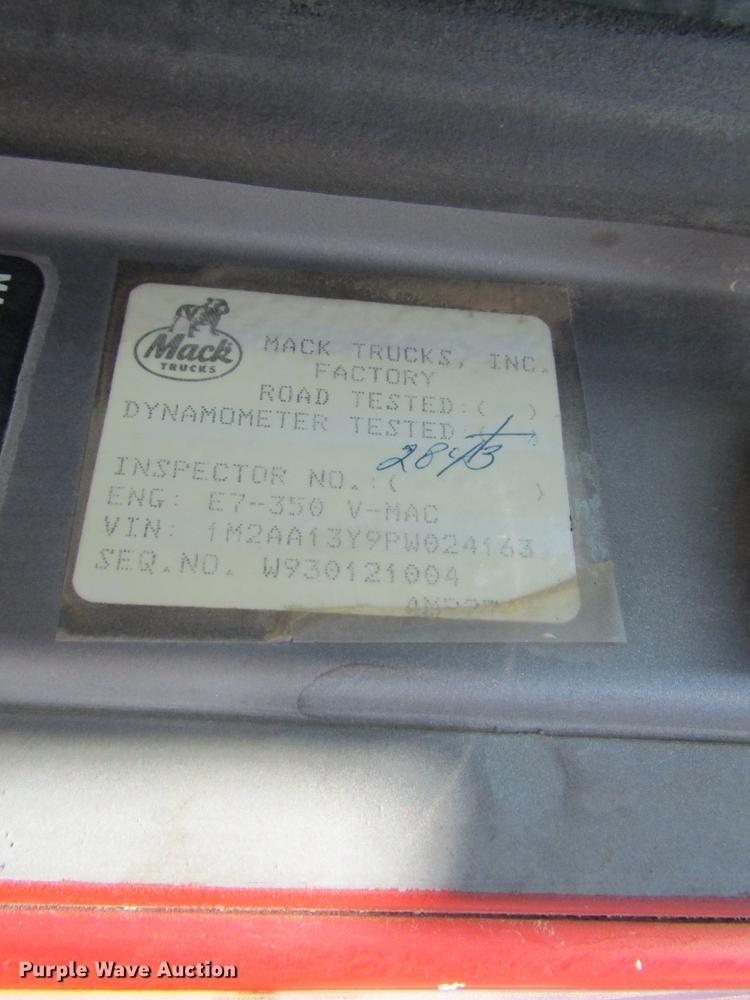 Mack
TRUCKS
MACK TRUCKS, INC.
FACTORY
ROAD TESTED:( )
DYNAMOMETER TESTED:( )
INSPECTOR NO.:( )
ENG: E7-350 V-MAC
VIN: 1M2AA13Y9PW024163
SEQ.NO. W930121004
Purple Wave Auction